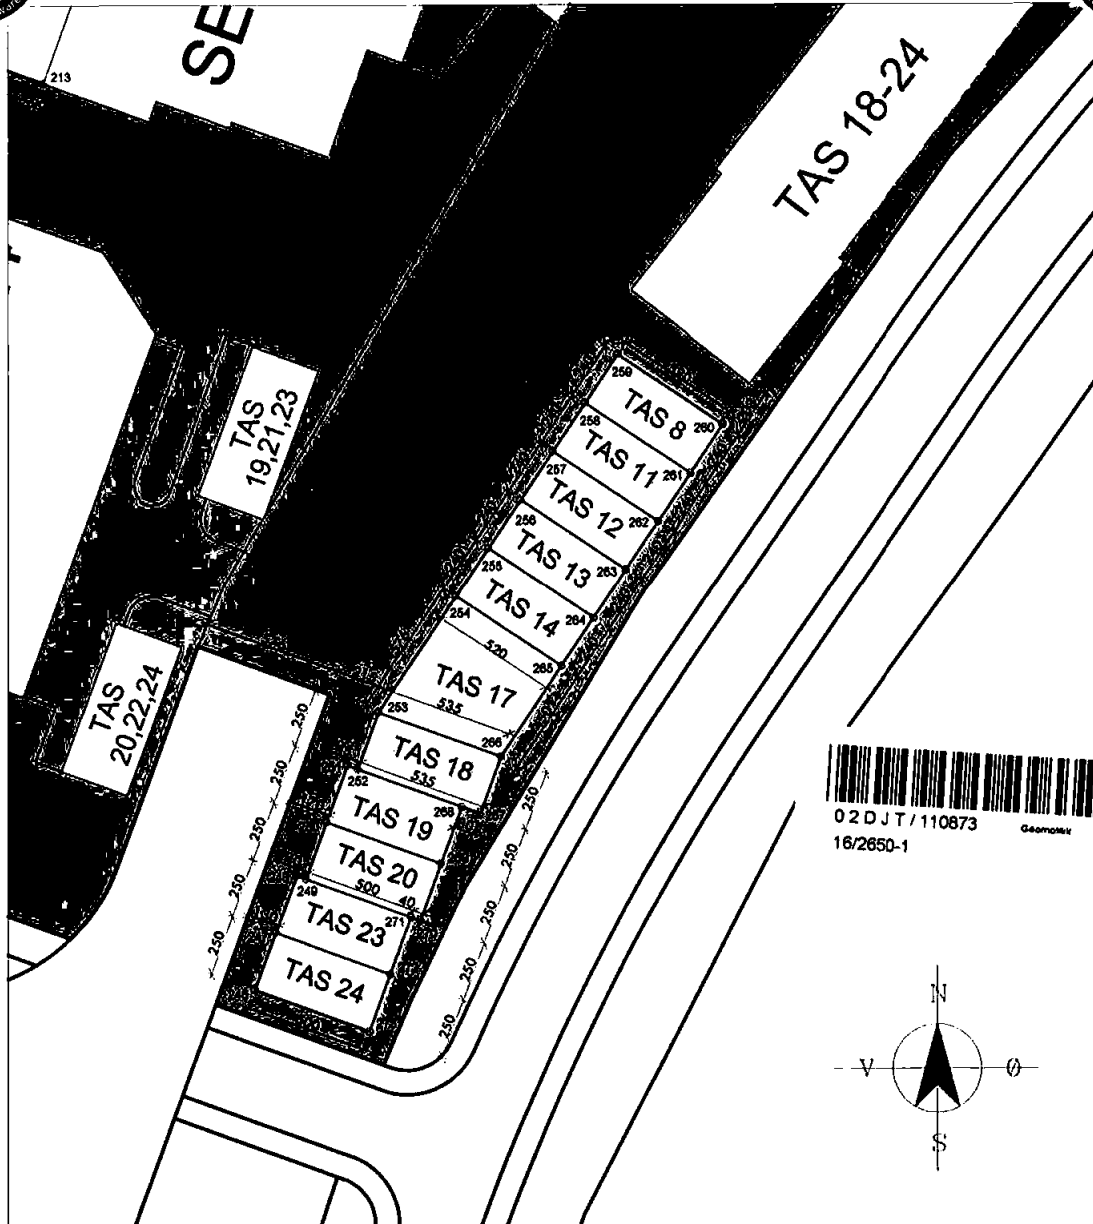 SE
213
TAS 18-24
TAS
19,21,23
TAS
20,22,24
259
TAS 8
260
258
TAS 11
261
257
TAS 12
262
256
TAS 13
263
255
TAS 14
264
254
520
265
TAS 17
535
253
266
TAS 18
535
252
268
TAS 19
TAS 20
500
40
249
TAS 23
271
TAS 24
250
250
250
250
250
250
250
250
250
250
02DJT/110873
Geomatikk
16/2650-1
N
V
Ø
S